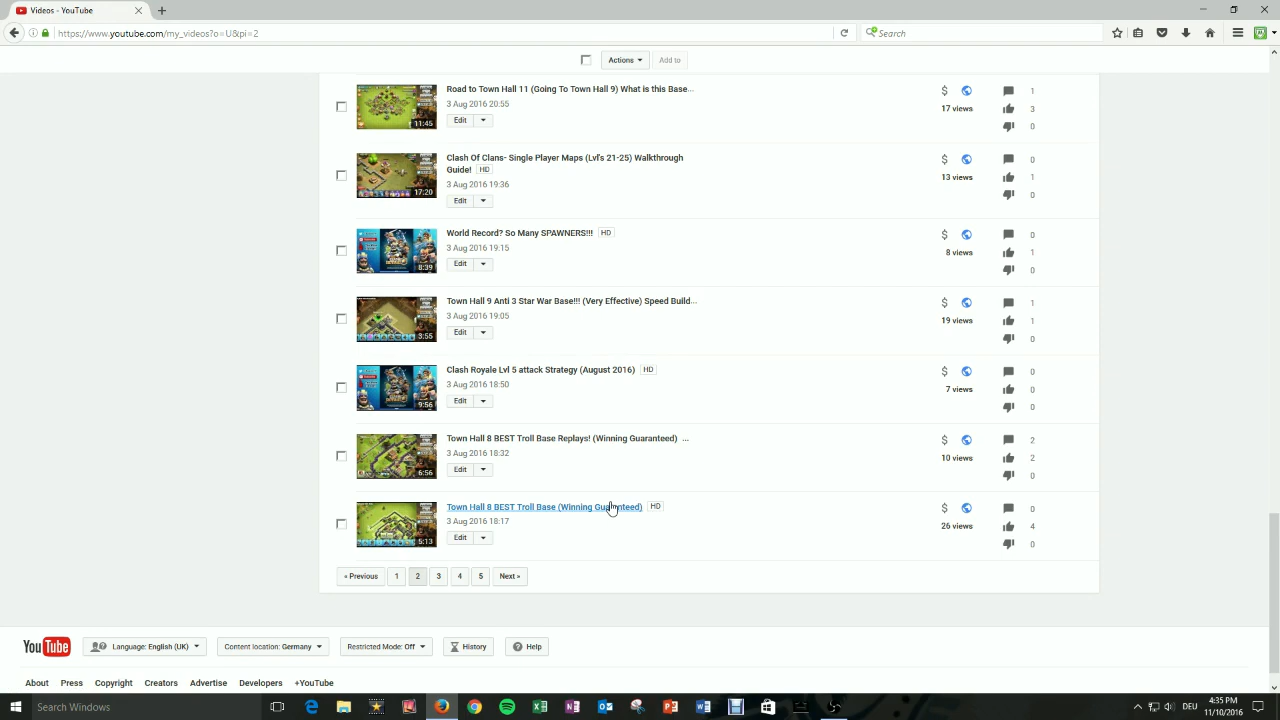 Videos - YouTube
https://www.youtube.com/my_videos?o=U&pi=2
Search
Actions
Add to
Road to Town Hall 11 (Going To Town Hall 9) What is this Base...
3 Aug 2016 20:55
Edit
11:45
17 views
1
3
0
Clash Of Clans- Single Player Maps (Lvl's 21-25) Walkthrough
Guide! HD
3 Aug 2016 19:36
Edit
17:20
13 views
0
1
0
World Record? So Many SPAWNERS!!! HD
3 Aug 2016 19:15
Edit
8:39
8 views
0
1
0
Town Hall 9 Anti 3 Star War Base!!! (Very Effective) Speed Build...
3 Aug 2016 19:05
Edit
3:55
19 views
1
1
0
Clash Royale Lvl 5 attack Strategy (August 2016) HD
3 Aug 2016 18:50
Edit
9:56
7 views
0
0
0
Town Hall 8 BEST Troll Base Replays! (Winning Guaranteed) ...
3 Aug 2016 18:32
Edit
6:56
10 views
2
2
0
Town Hall 8 BEST Troll Base (Winning Guaranteed) HD
3 Aug 2016 18:17
Edit
5:13
26 views
0
4
0
« Previous 1 2 3 4 5 Next »
YouTube
Language: English (UK)
Content location: Germany
Restricted Mode: Off
History
Help
About Press Copyright Creators Advertise Developers +YouTube
Search Windows
DEU
4:35 PM
11/10/2016